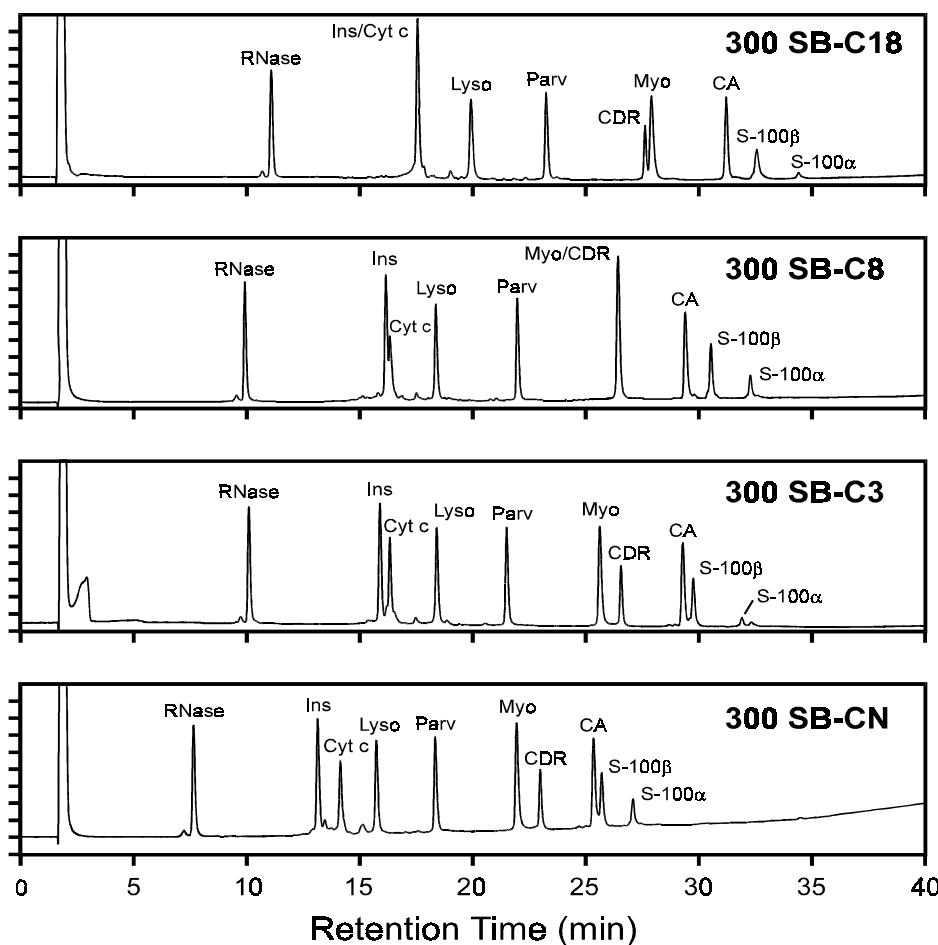 300 SB-C18
RNase
Ins/Cyt c
Lyso
Parv
CDR
Myo
CA
S-100β
S-100α
300 SB-C8
RNase
Ins
Cyt c
Lyso
Parv
Myo/CDR
CA
S-100β
S-100α
300 SB-C3
RNase
Ins
Cyt c
Lyso
Parv
Myo
CDR
CA
S-100β
S-100α
300 SB-CN
RNase
Ins
Cyt c
Lyso
Parv
Myo
CDR
CA
S-100β
S-100α
0 5 10 15 20 25 30 35 40
Retention Time (min)